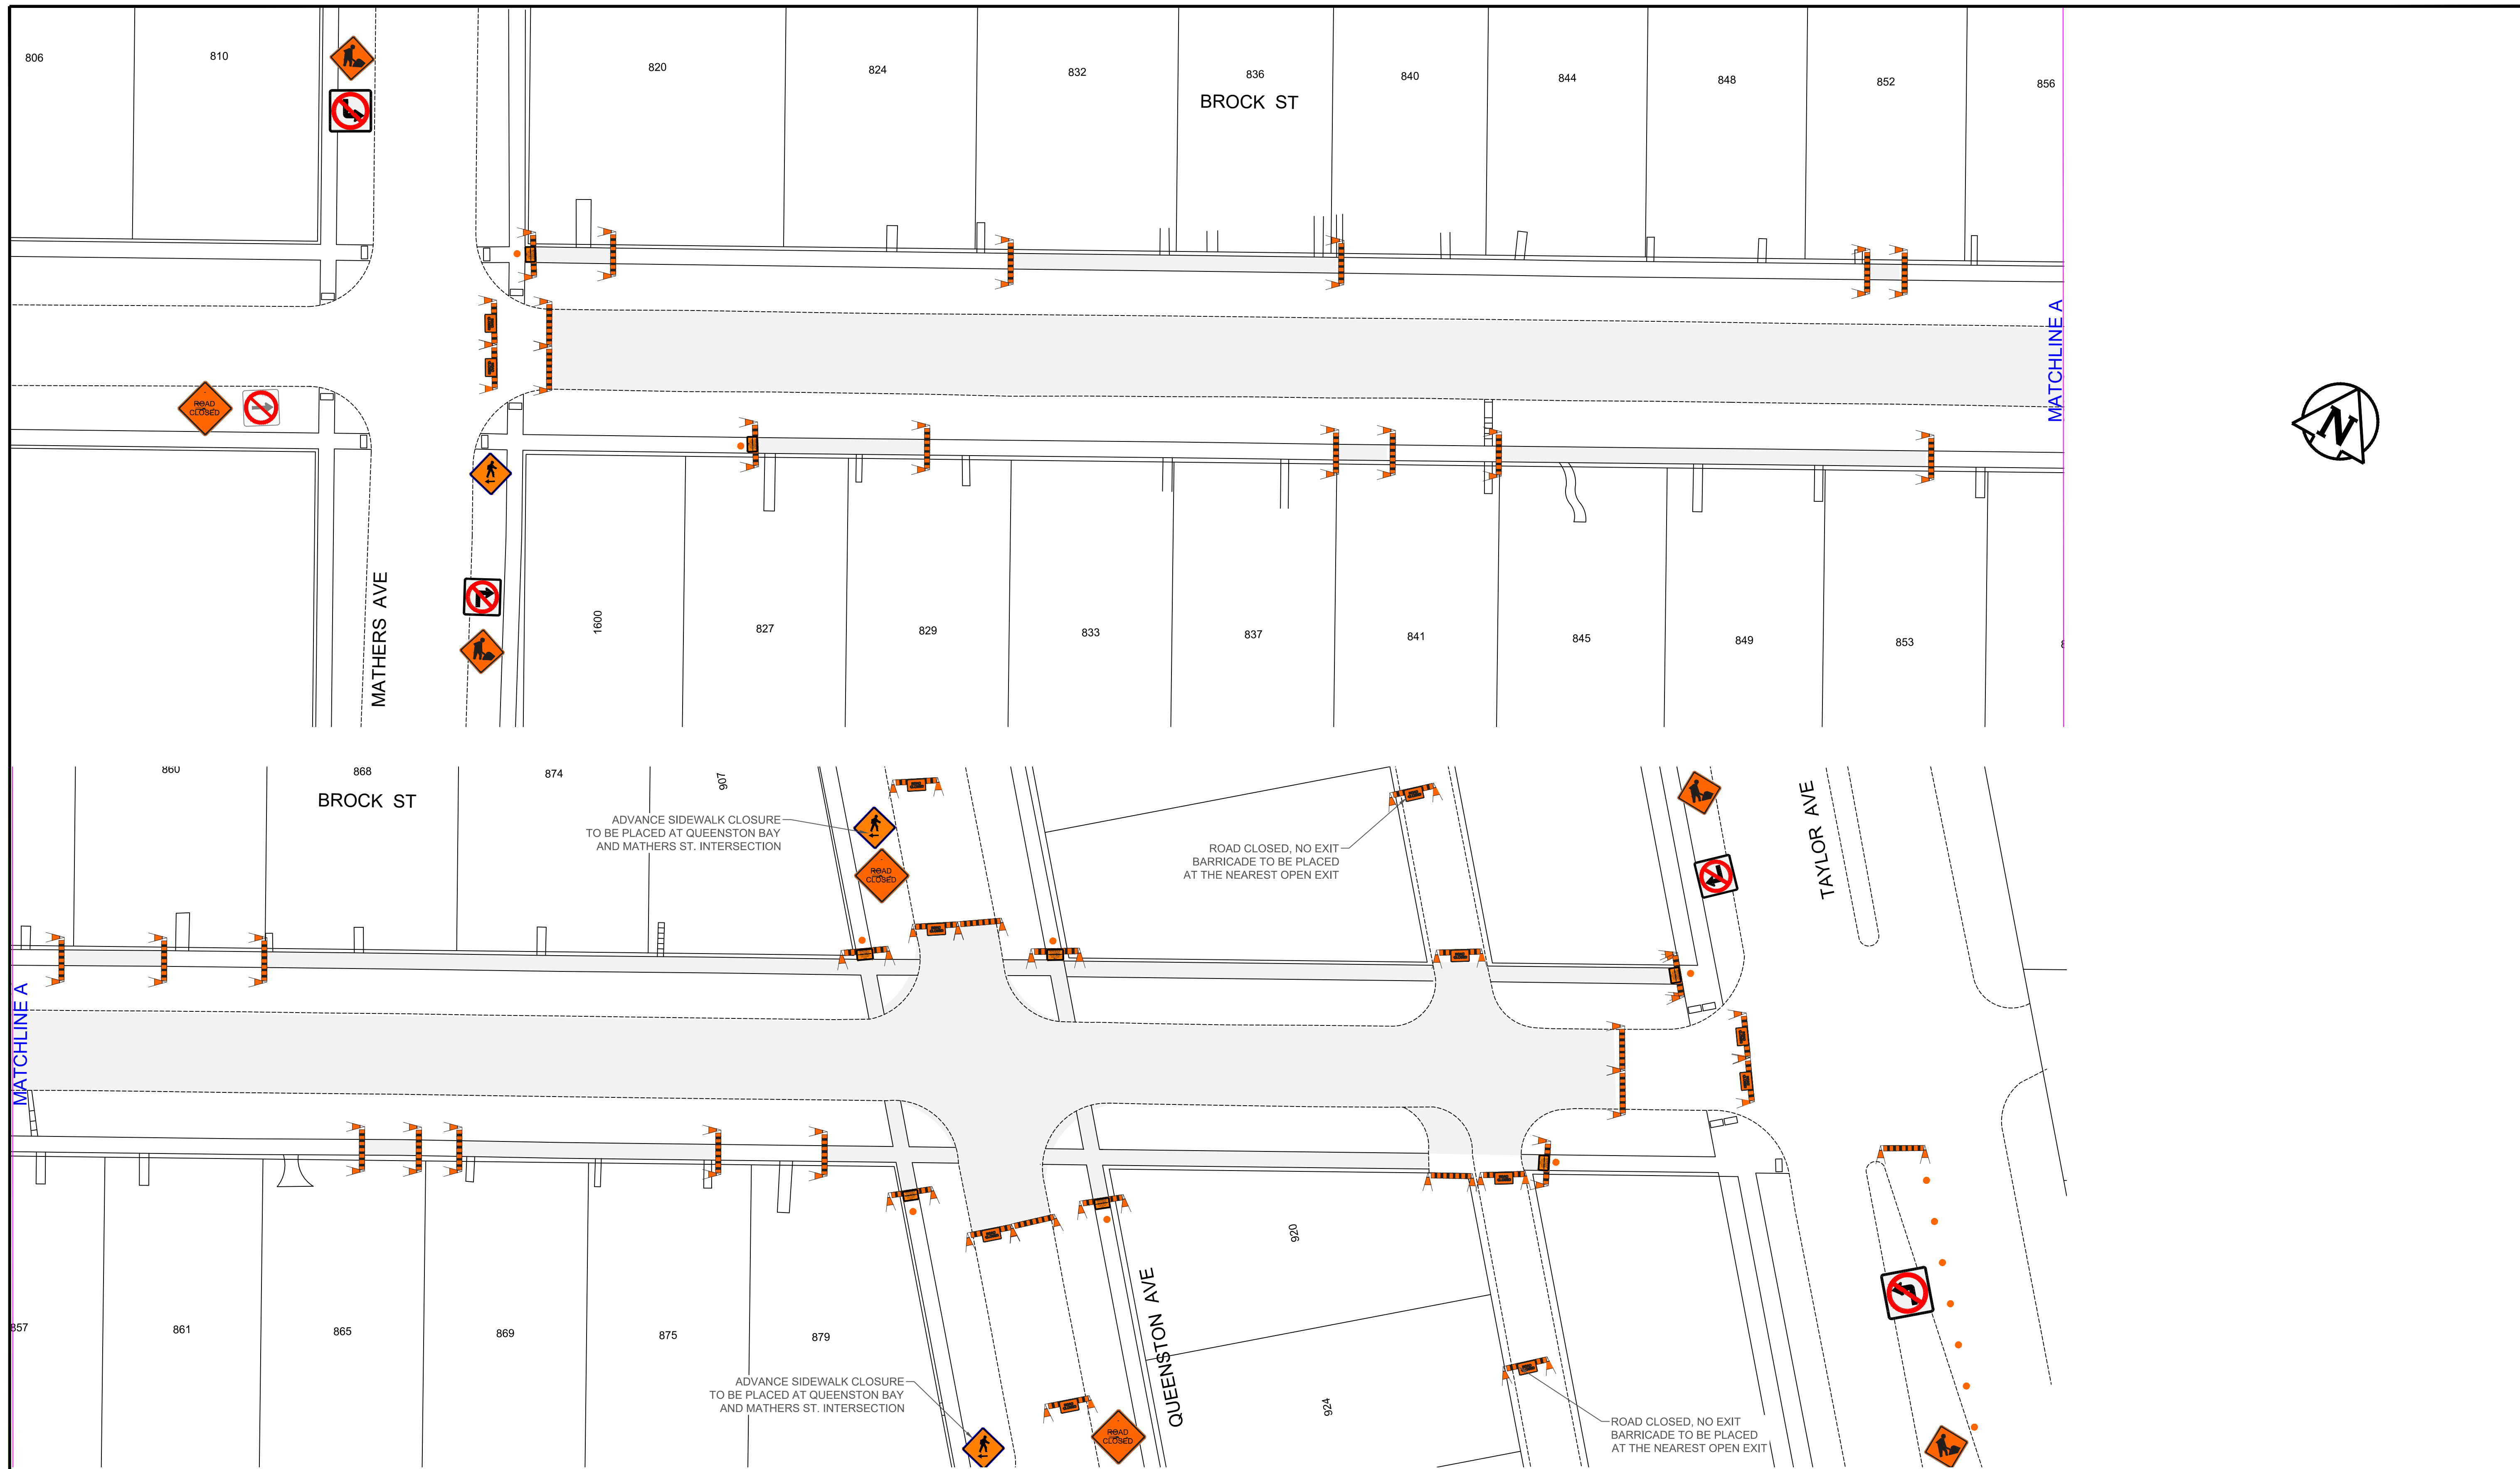 806
810
820
824
832
836
840
844
848
852
856
BROCK ST
MATCHLINE A
ROAD
CLOSED
N
MATHERS AVE
1600
827
829
833
837
841
845
849
853
860
868
874
907
BROCK ST
TAYLOR AVE
ADVANCE SIDEWALK CLOSURE
TO BE PLACED AT QUEENSTON BAY
AND MATHERS ST. INTERSECTION
ROAD
CLOSED
ROAD CLOSED, NO EXIT
BARRICADE TO BE PLACED
AT THE NEAREST OPEN EXIT
MATCHLINE A
857
861
865
869
875
879
920
924
QUEENSTON AVE
ADVANCE SIDEWALK CLOSURE
TO BE PLACED AT QUEENSTON BAY
AND MATHERS ST. INTERSECTION
ROAD
CLOSED
ROAD CLOSED, NO EXIT
BARRICADE TO BE PLACED
AT THE NEAREST OPEN EXIT